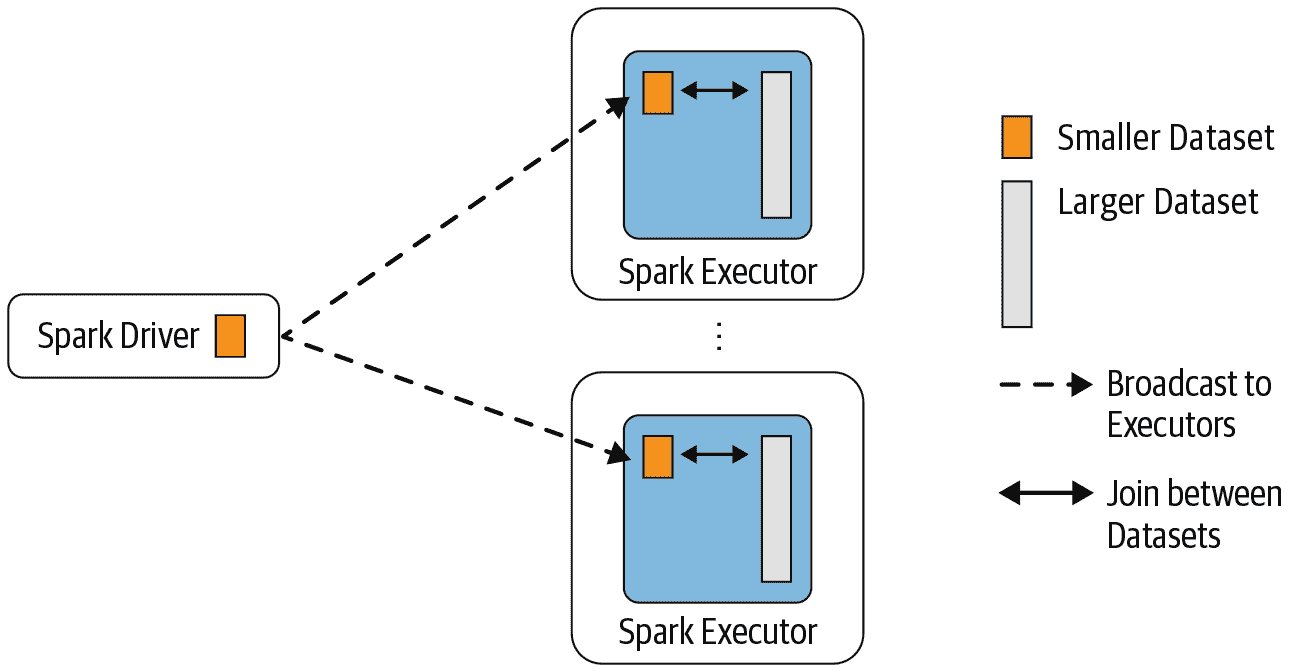 Spark Driver
Spark Executor
Spark Executor
Smaller Dataset
Larger Dataset
Broadcast to
Executors
Join between
Datasets